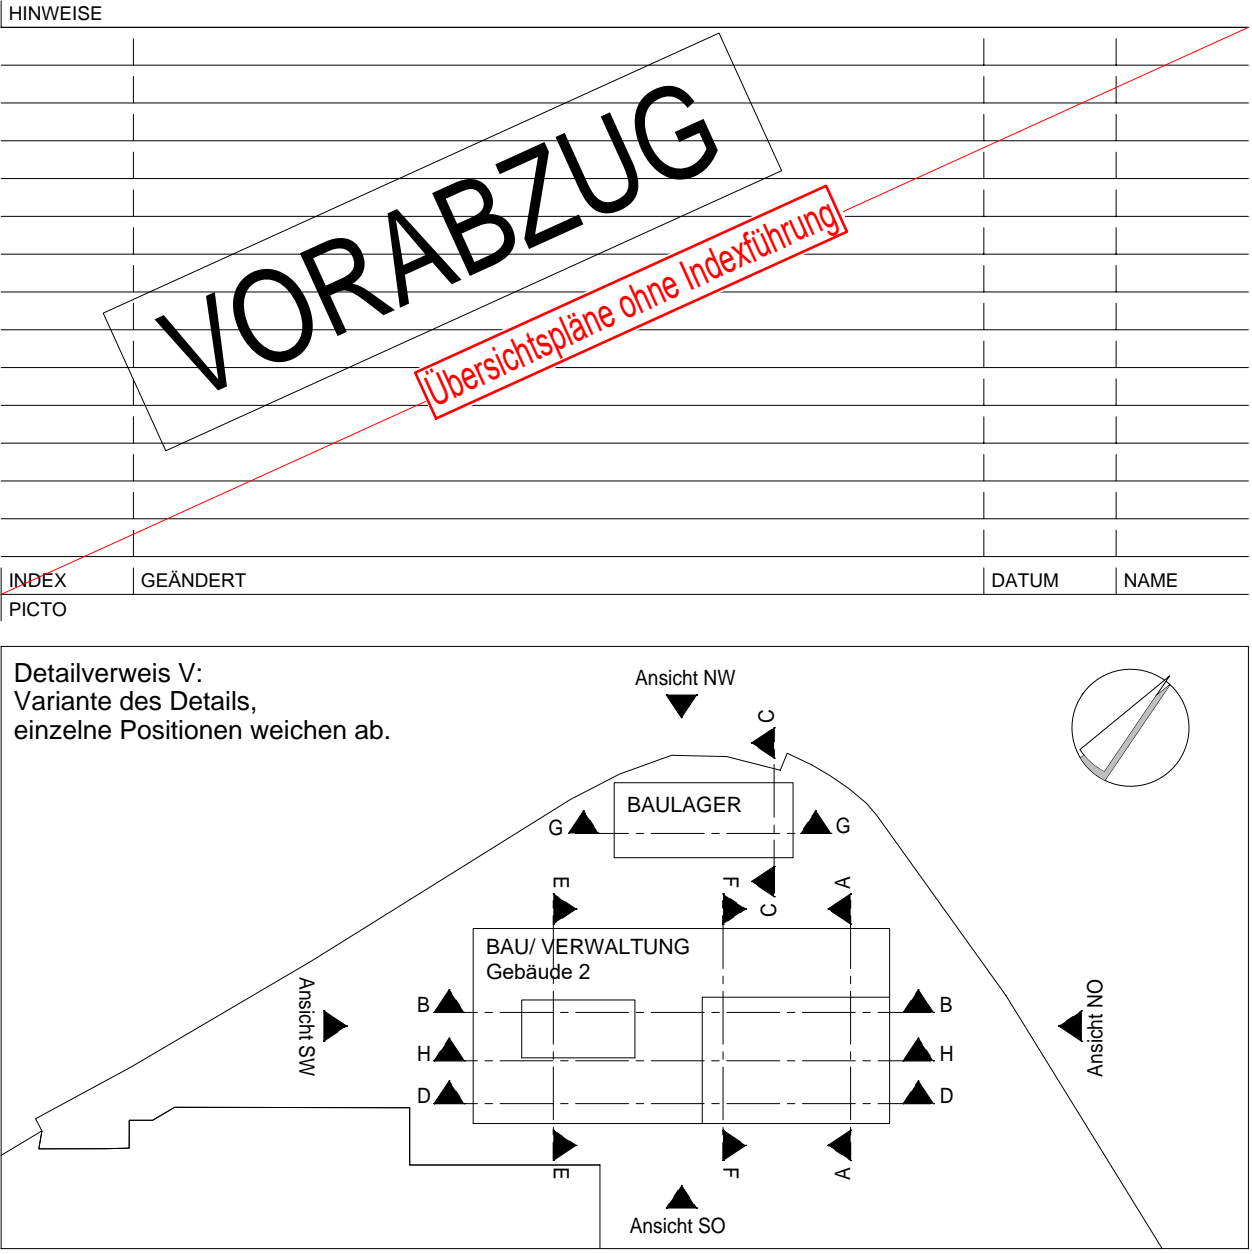 HINWEISE
VORABZUG
Übersichtspläne ohne Indexführung
INDEX GEÄNDERT DATUM NAME
PICTO
Detailverweis V:
Variante des Details,
einzelne Positionen weichen ab.
Ansicht NW
C
BAULAGER
G G
E F C A
BAU/ VERWALTUNG
Gebäude 2
Ansicht SW
Ansicht NO
B B
H H
D D
E F A
Ansicht SO